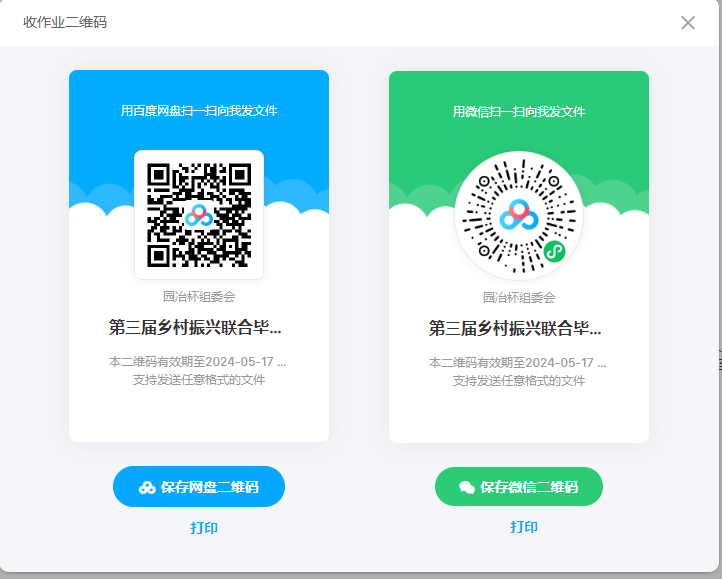 收作业二维码
用百度网盘扫一扫向我发文件
园冶杯组委会
第三届乡村振兴联合毕...
本二维码有效期至2024-05-17 ...
支持发送任意格式的文件
保存网盘二维码
打印
用微信扫一扫向我发文件
园冶杯组委会
第三届乡村振兴联合毕...
本二维码有效期至2024-05-17 ...
支持发送任意格式的文件
保存微信二维码
打印